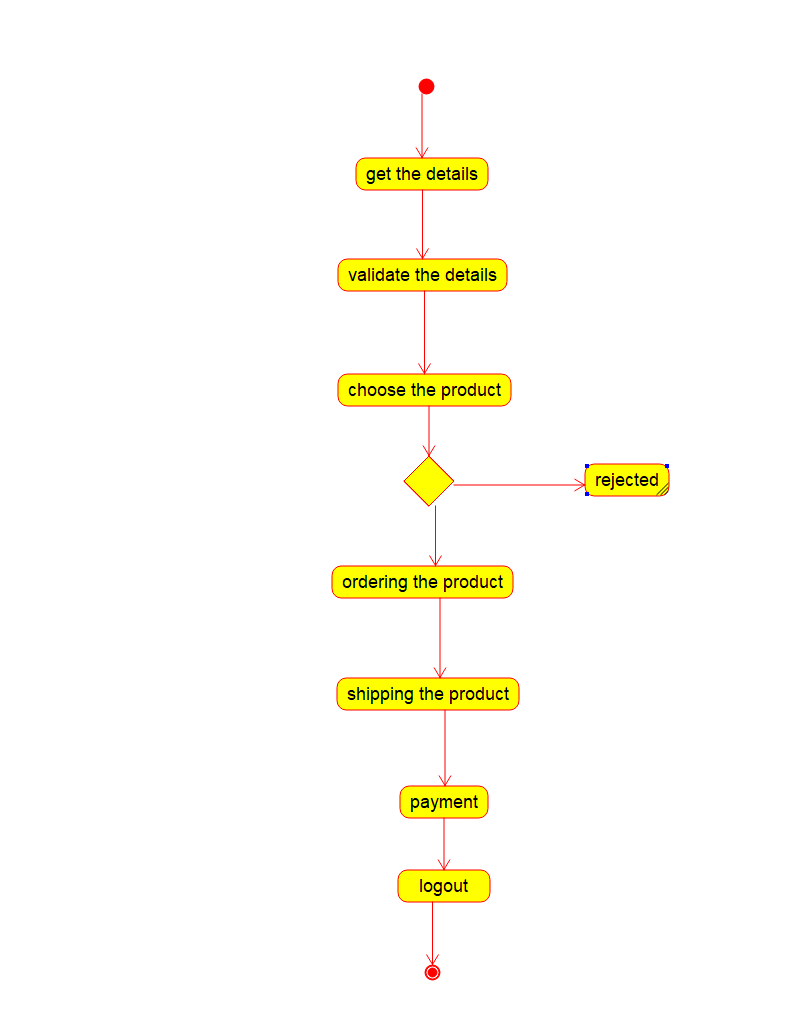 get the details
validate the details
choose the product
rejected
ordering the product
shipping the product
payment
logout